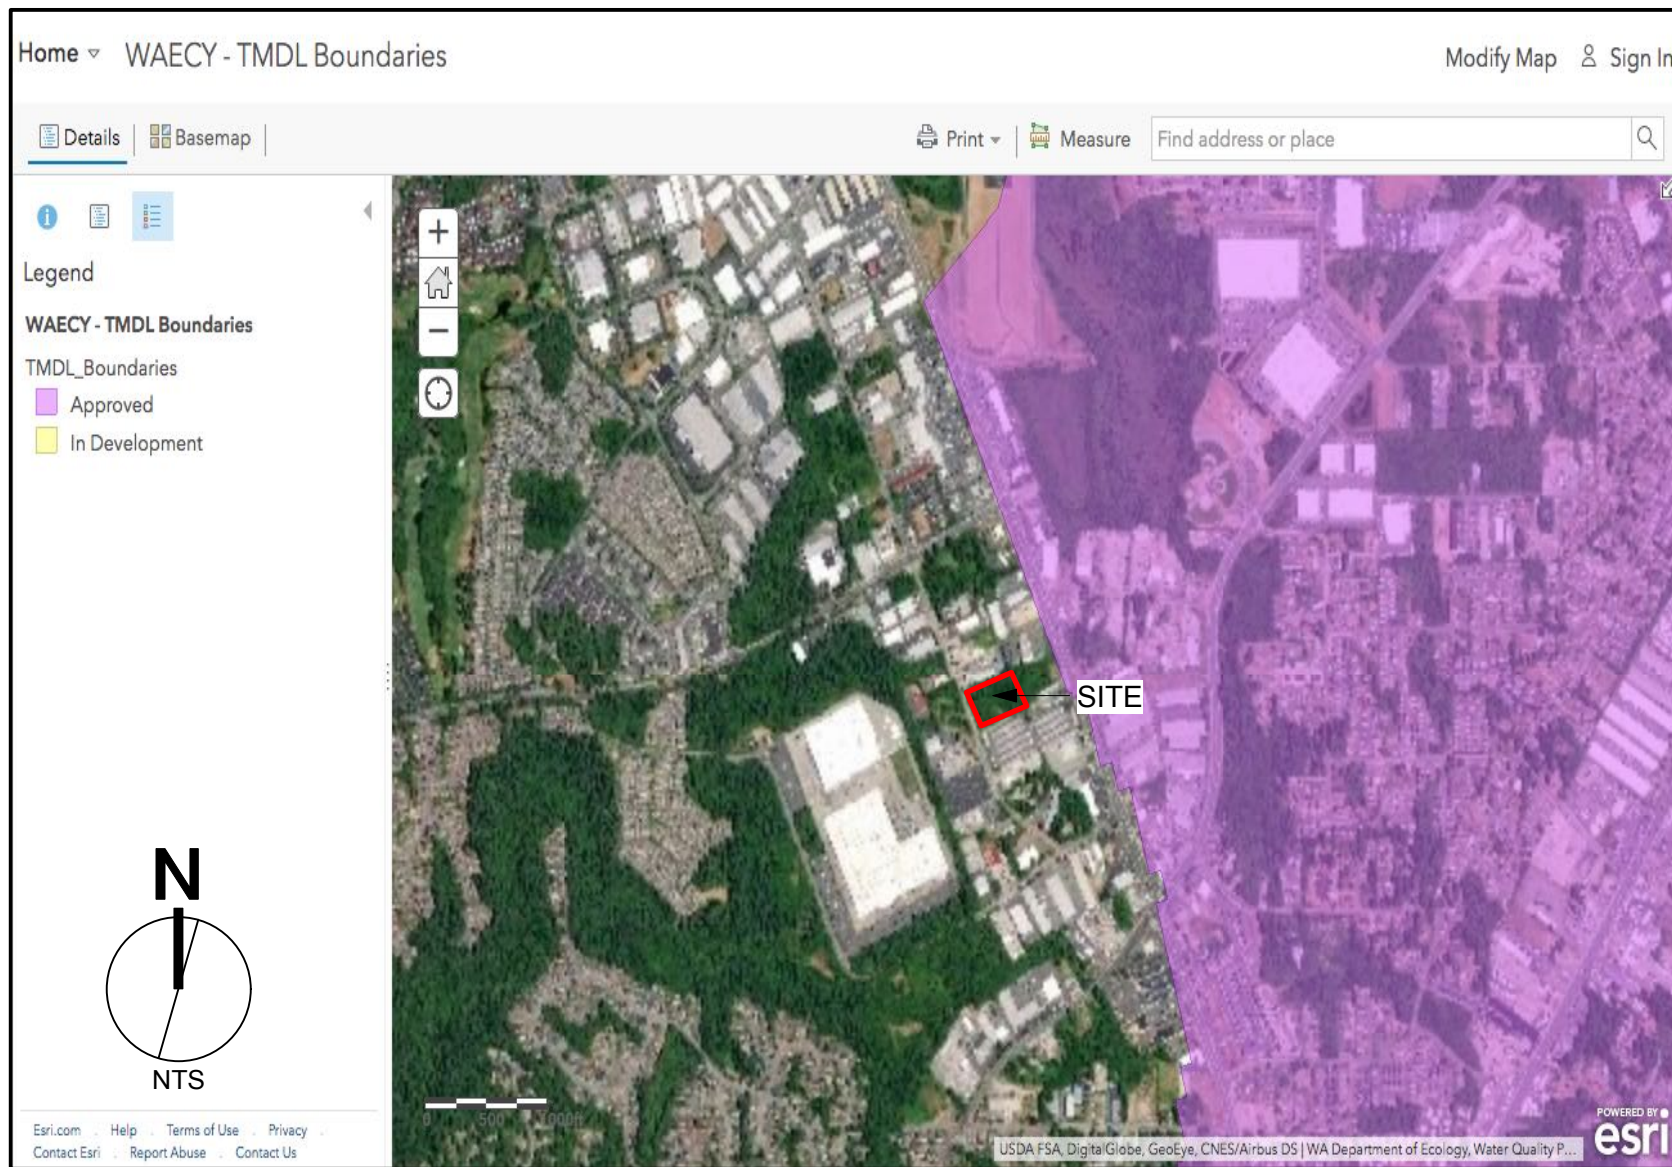 Home WAECY - TMDL Boundaries
Modify Map Sign In
Details Basemap
Print Measure Find address or place
Legend
WAECY - TMDL Boundaries
TMDL_Boundaries
Approved
In Development
SITE
N
NTS
0 500 1000ft
Esri.com Help Terms of Use Privacy
Contact Esri Report Abuse Contact Us
USDA FSA, DigitalGlobe, GeoEye, CNES/Airbus DS | WA Department of Ecology, Water Quality P...
POWERED BY
esri